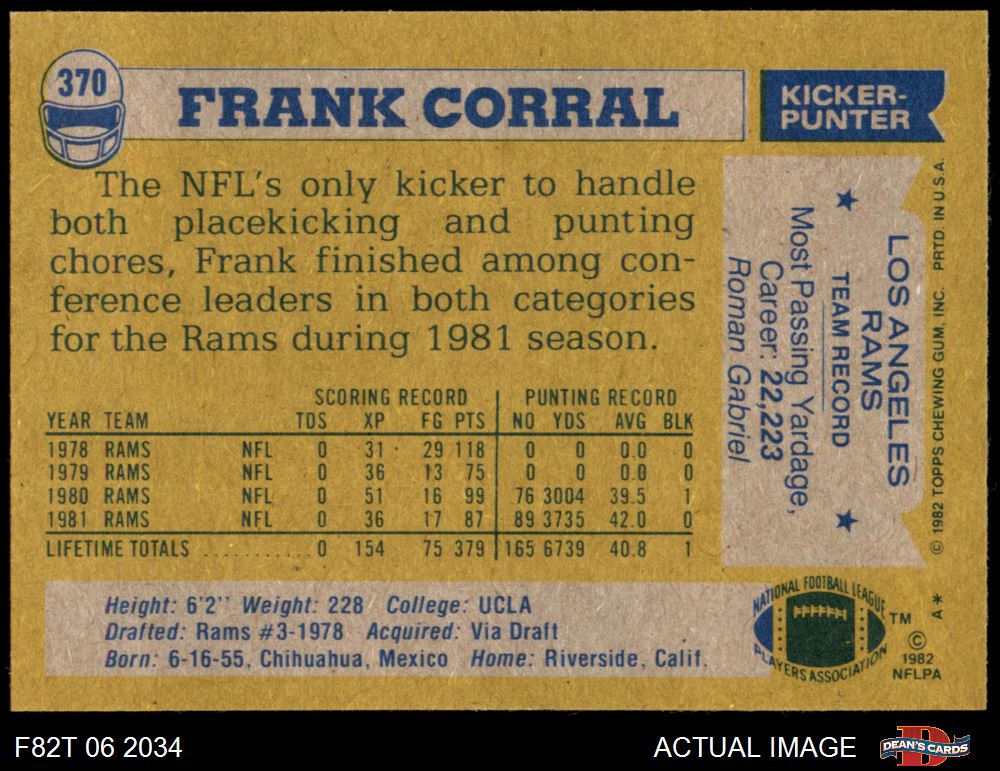 370
FRANK CORRAL
KICKER-
PUNTER
The NFL's only kicker to handle
both placekicking and punting
chores, Frank finished among con-
ference leaders in both categories
for the Rams during 1981 season.
SCORING RECORD PUNTING RECORD
YEAR TEAM TDS XP FG PTS NO YDS AVG BLK
1978 RAMS NFL 0 31 29 118 0 0 0.0 0
1979 RAMS NFL 0 36 13 75 0 0 0.0 0
1980 RAMS NFL 0 51 16 99 76 3004 39.5 1
1981 RAMS NFL 0 36 17 87 89 3735 42.0 0
LIFETIME TOTALS ........... 0 154 75 379 165 6739 40.8 1
Height: 6'2" Weight: 228 College: UCLA
Drafted: Rams #3-1978 Acquired: Via Draft
Born: 6-16-55, Chihuahua, Mexico Home: Riverside, Calif.
LOS ANGELES
RAMS
★ TEAM RECORD ★
Most Passing Yardage,
Career: 22,223
Roman Gabriel
© 1982 TOPPS CHEWING GUM, INC. PRTD. IN U.S.A.
NATIONAL FOOTBALL LEAGUE
PLAYERS ASSOCIATION
TM
©
1982
NFLPA
A*
F82T 06 2034
ACTUAL IMAGE
DEAN'S CARDS